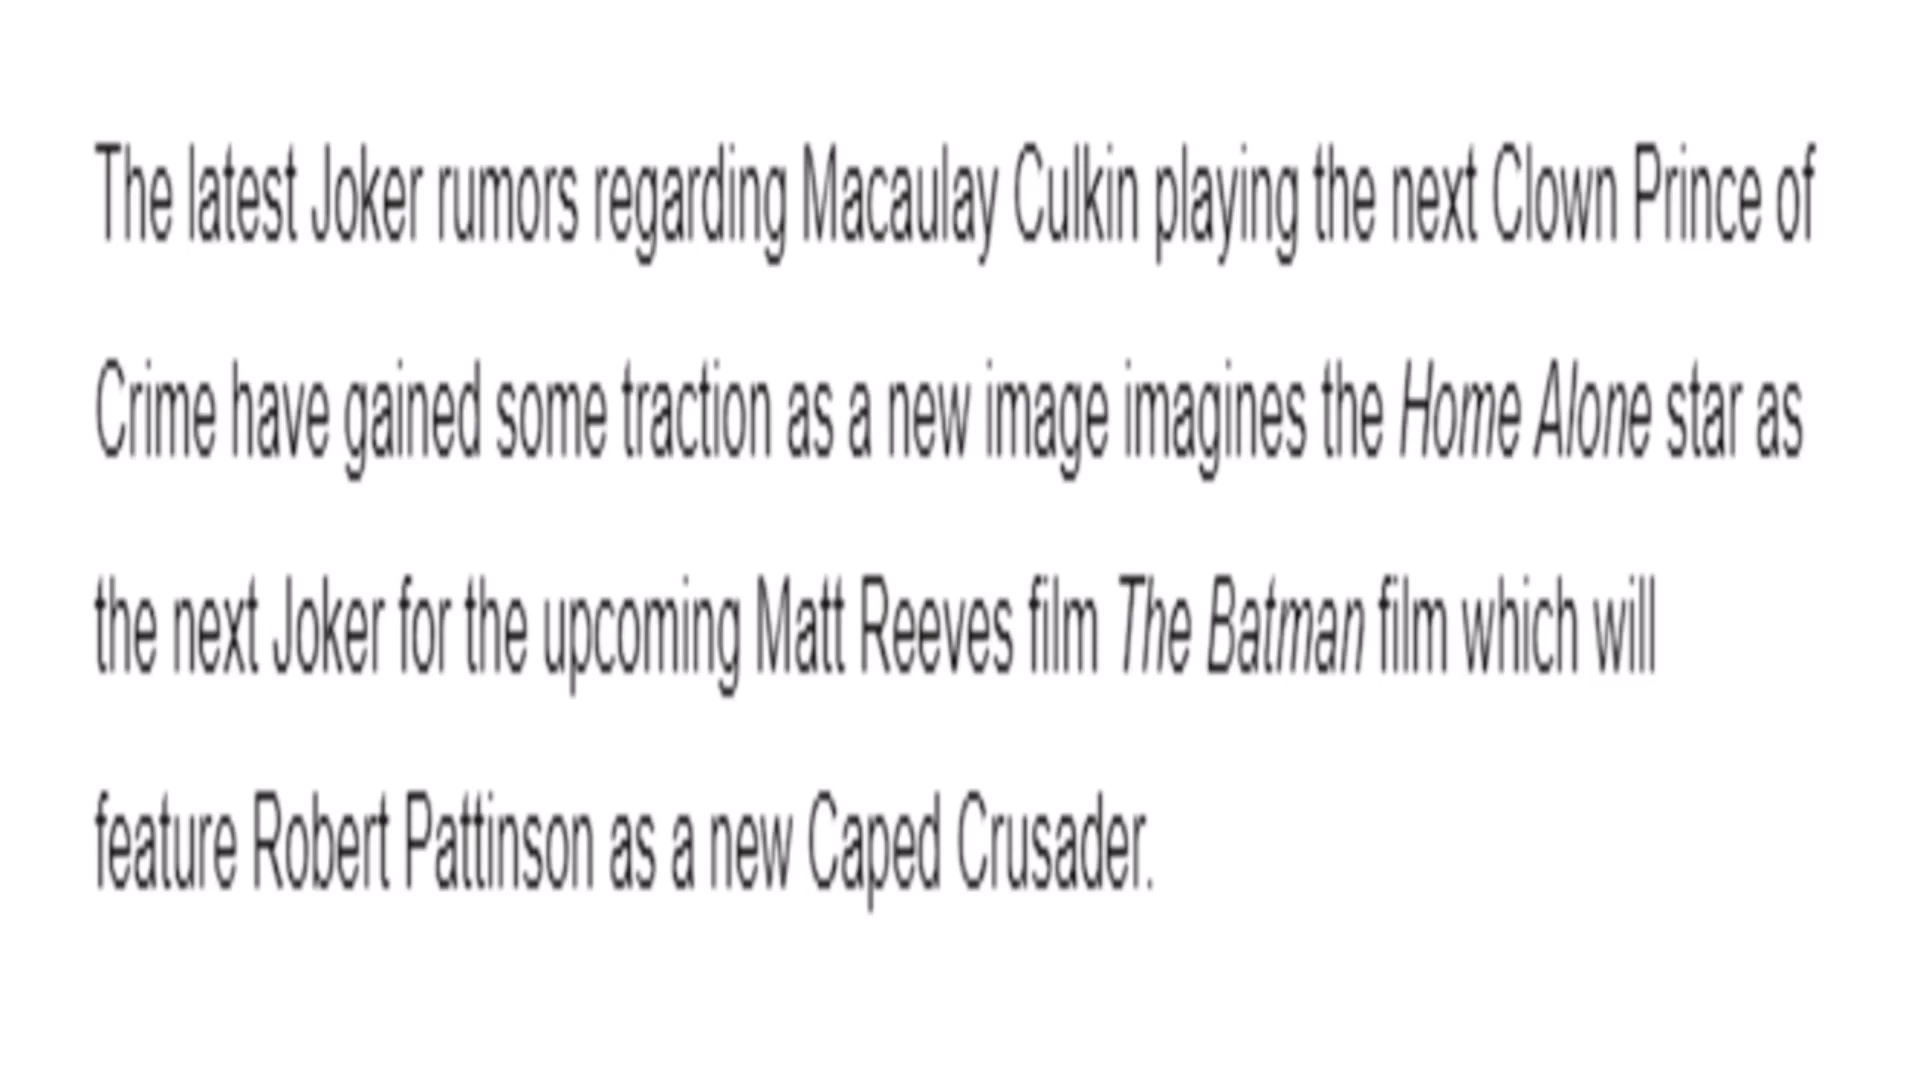 The latest Joker rumors regarding Macaulay Culkin playing the next Clown Prince of
Crime have gained some traction as a new image imagines the Home Alone star as
the next Joker for the upcoming Matt Reeves film The Batman film which will
feature Robert Pattinson as a new Caped Crusader.